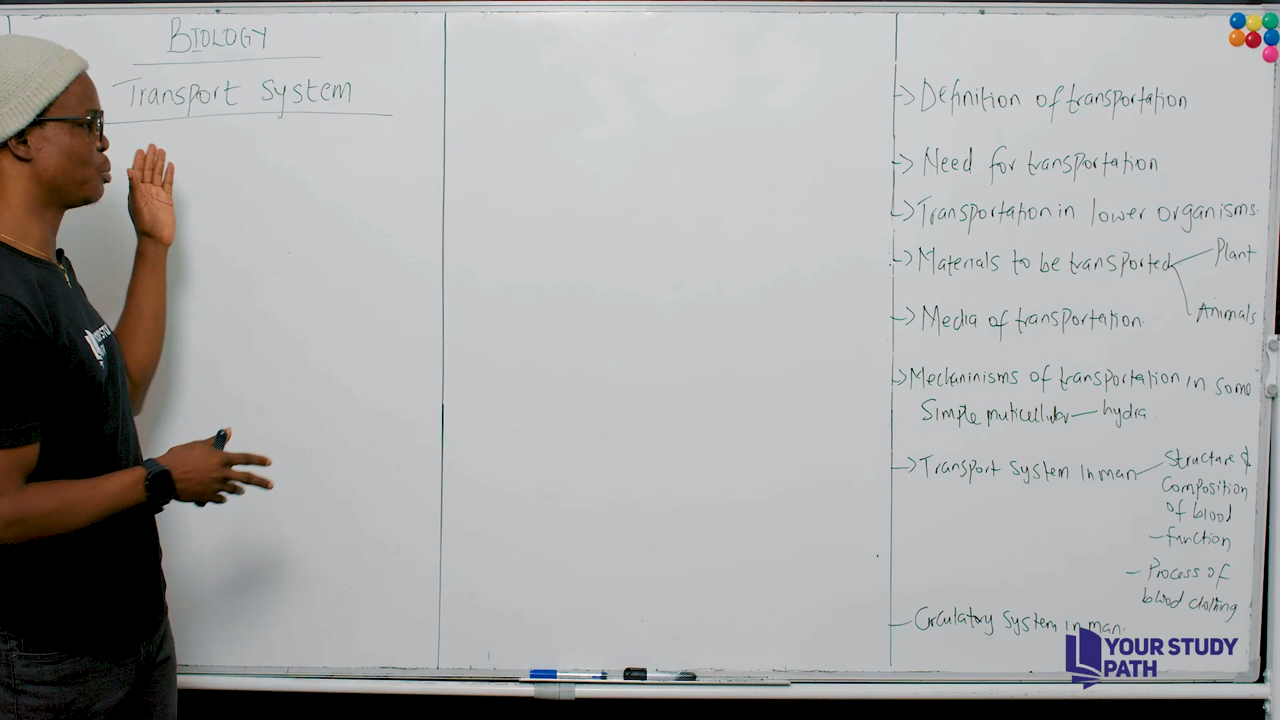 BIOLOGY
Transport System
-> Definition of transportation
-> Need for transportation
-> Transportation in lower organisms.
-> Materials to be transported
Plant
Animals
-> Media of transportation.
-> Mechaninisms of transportation in some
Simple muticellular — hydra
-> Transport System in man
Structure &
Composition
of blood
- function
- Process of
blood clotting
- Circulatory System in man.
YOUR STUDY
PATH